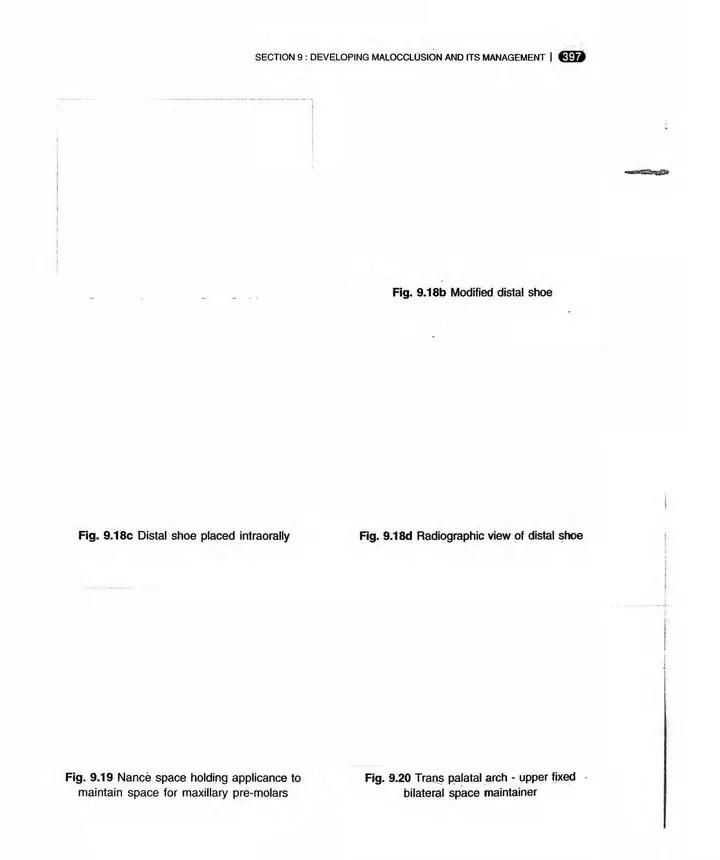 SECTION 9 : DEVELOPING MALOCCLUSION AND ITS MANAGEMENT | 397
Fig. 9.18b Modified distal shoe
Fig. 9.18c Distal shoe placed intraorally
Fig. 9.18d Radiographic view of distal shoe
Fig. 9.19 Nance space holding applicance to
maintain space for maxillary pre-molars
Fig. 9.20 Trans palatal arch - upper fixed
bilateral space maintainer